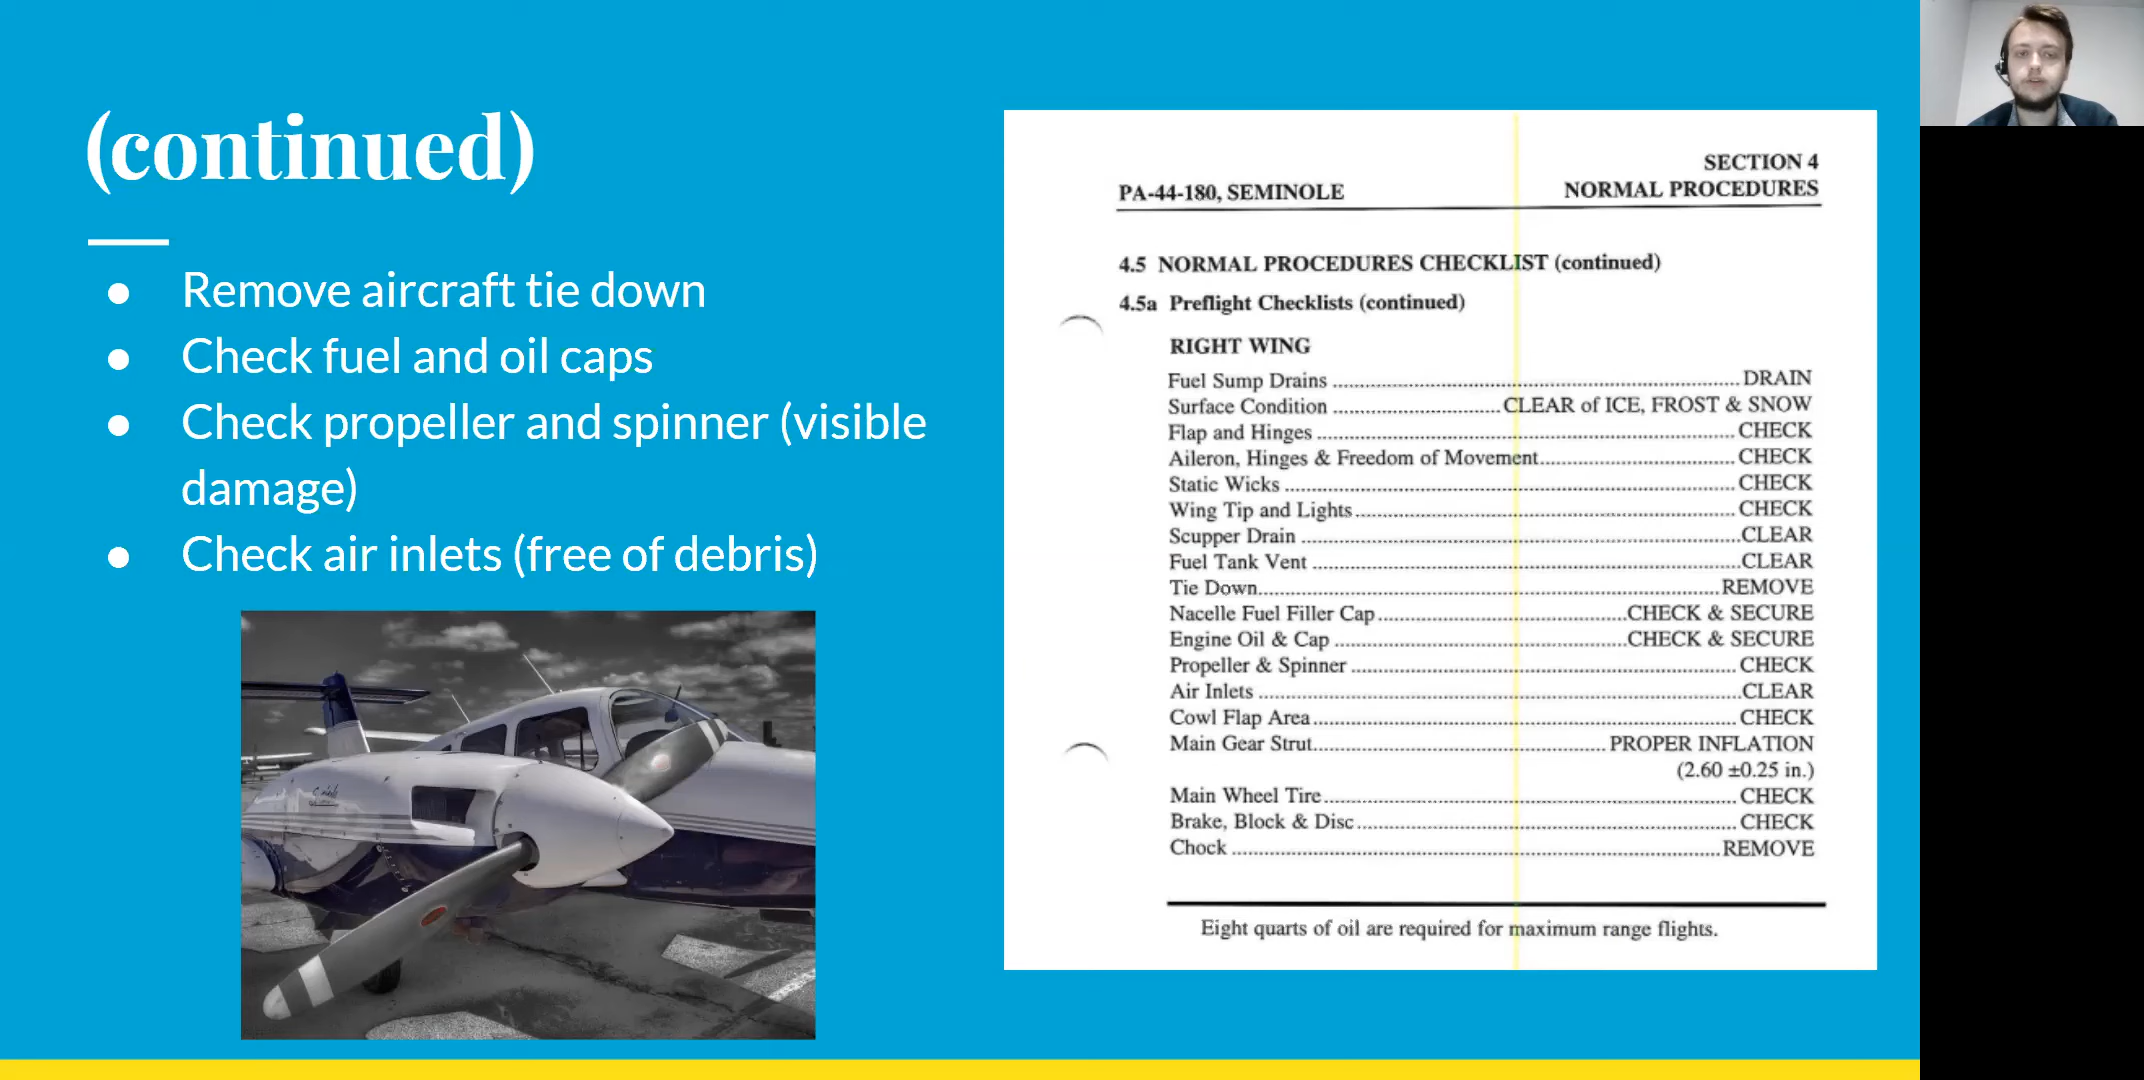 (continued)
● Remove aircraft tie down
● Check fuel and oil caps
● Check propeller and spinner (visible
damage)
● Check air inlets (free of debris)
SECTION 4
PA-44-180, SEMINOLE NORMAL PROCEDURES
4.5 NORMAL PROCEDURES CHECKLIST (continued)
4.5a Preflight Checklists (continued)
RIGHT WING
Fuel Sump Drains ........ DRAIN
Surface Condition ........ CLEAR of ICE, FROST & SNOW
Flap and Hinges ........ CHECK
Aileron, Hinges & Freedom of Movement ........ CHECK
Static Wicks ........ CHECK
Wing Tip and Lights ........ CHECK
Scupper Drain ........ CLEAR
Fuel Tank Vent ........ CLEAR
Tie Down ........ REMOVE
Nacelle Fuel Filler Cap ........ CHECK & SECURE
Engine Oil & Cap ........ CHECK & SECURE
Propeller & Spinner ........ CHECK
Air Inlets ........ CLEAR
Cowl Flap Area ........ CHECK
Main Gear Strut ........ PROPER INFLATION
(2.60 ±0.25 in.)
Main Wheel Tire ........ CHECK
Brake, Block & Disc ........ CHECK
Chock ........ REMOVE
Eight quarts of oil are required for maximum range flights.